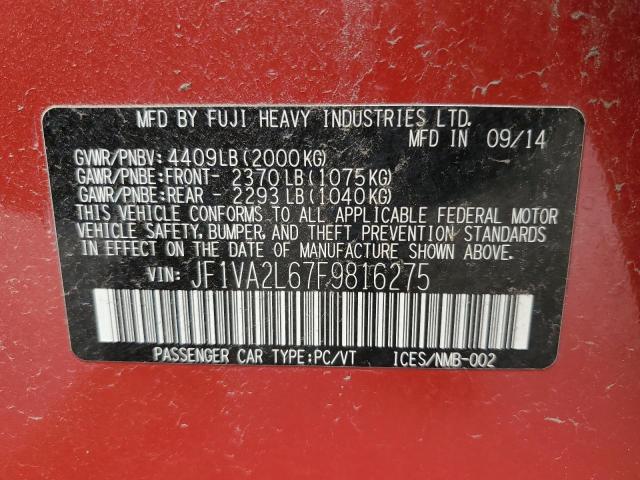 MFD BY FUJI HEAVY INDUSTRIES LTD.
MFD IN 09/14
GVWR/PNBV: 4409LB (2000KG)
GAWR/PNBE:FRONT- 2370LB (1075KG)
GAWR/PNBE:REAR - 2293LB (1040KG)
THIS VEHICLE CONFORMS TO ALL APPLICABLE FEDERAL MOTOR
VEHICLE SAFETY, BUMPER, AND THEFT PREVENTION STANDARDS
IN EFFECT ON THE DATE OF MANUFACTURE SHOWN ABOVE.
VIN: JF1VA2L67F9816275
PASSENGER CAR TYPE:PC/VT ICES/NMB-002